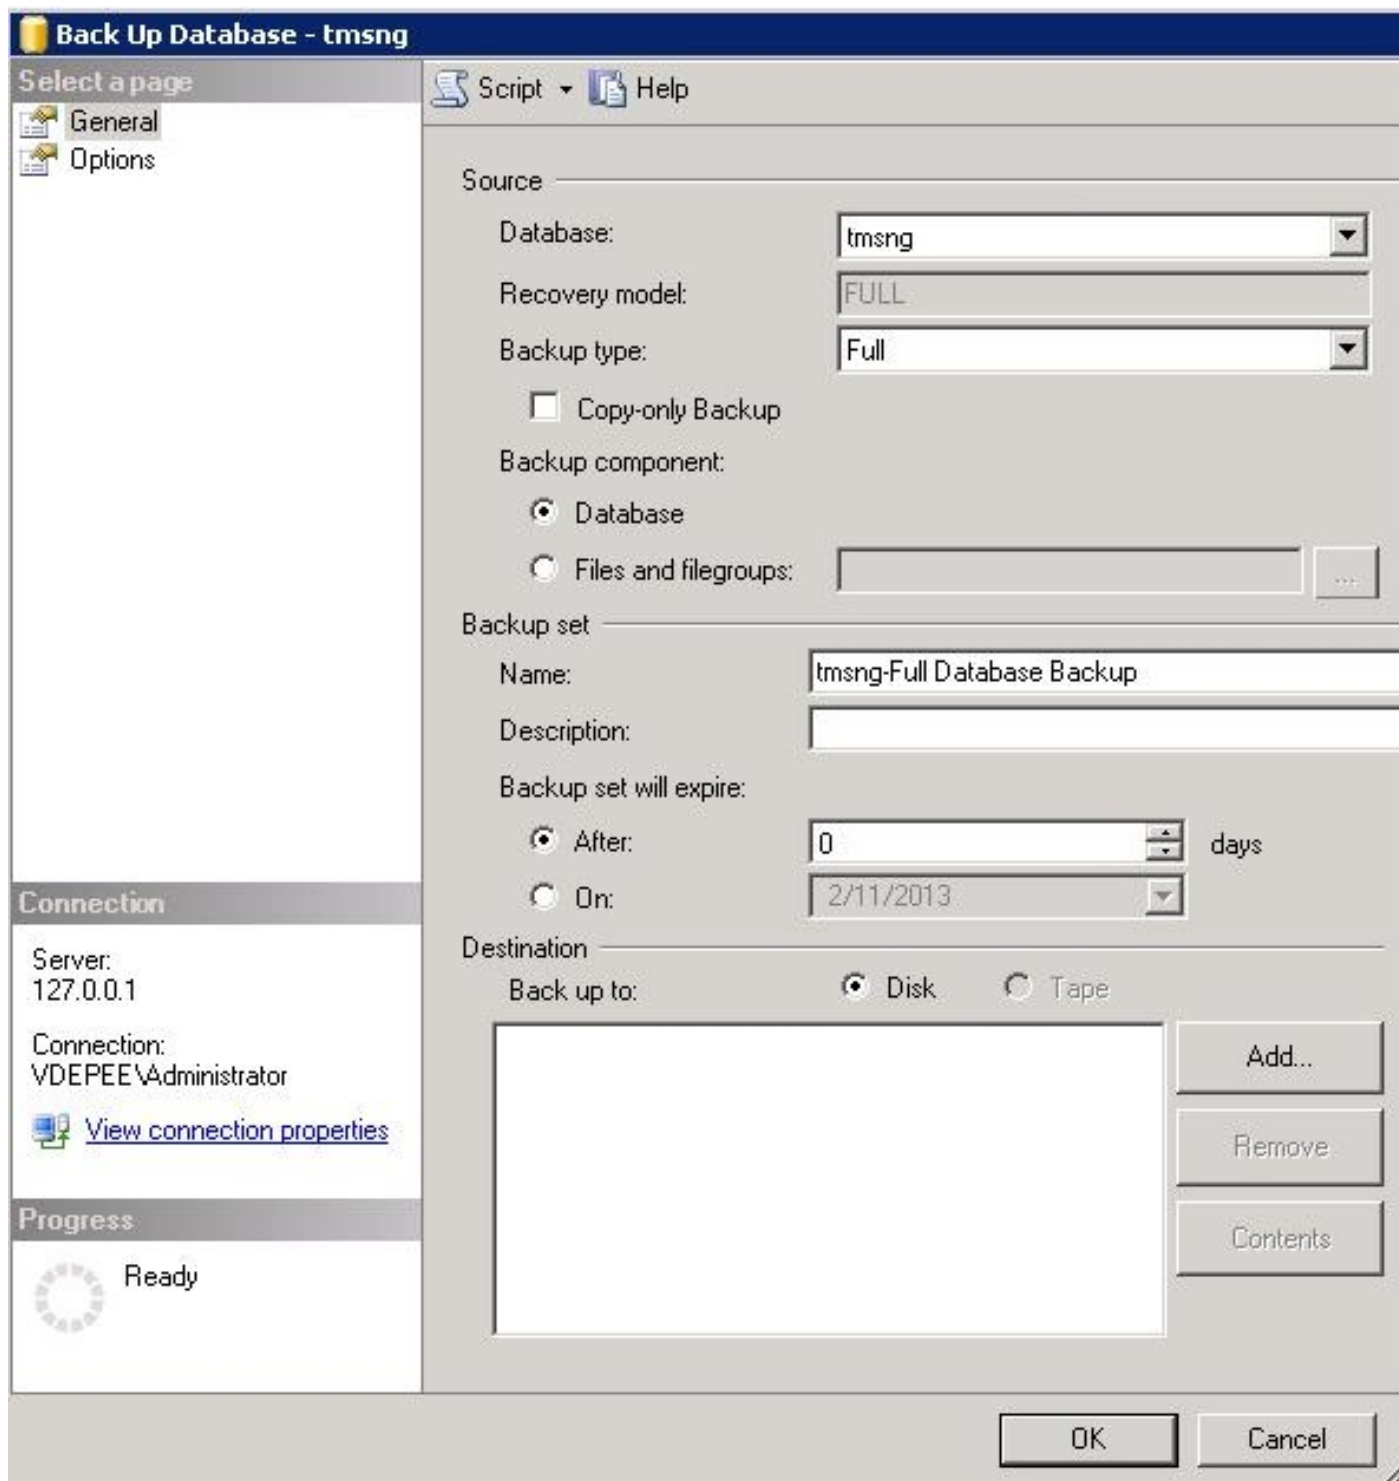 Back Up Database - tmsng
Select a page
General
Options
Script
Help
Source
Database:
tmsng
Recovery model:
FULL
Backup type:
Full
Copy-only Backup
Backup component:
Database
Files and filegroups:
...
Backup set
Name:
tmsng-Full Database Backup
Description:
Backup set will expire:
After:
0
days
On:
2/11/2013
Destination
Back up to:
Disk
Tape
Add...
Remove
Contents
Connection
Server:
127.0.0.1
Connection:
VDEPEE\Administrator
View connection properties
Progress
Ready
OK
Cancel